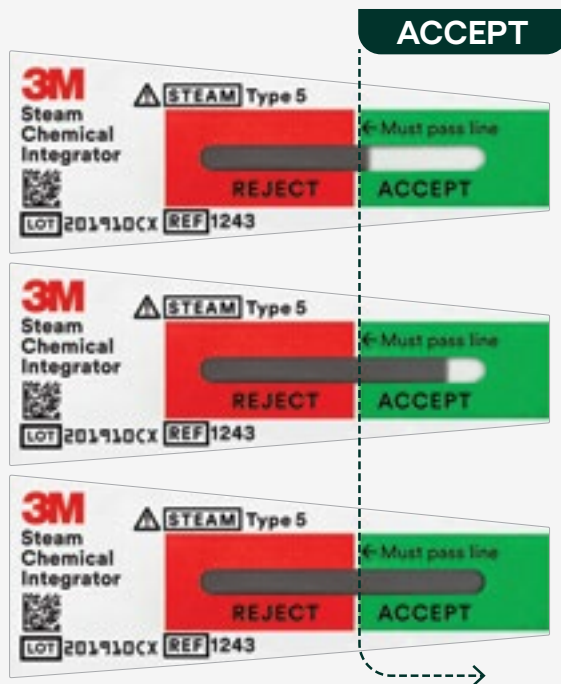 ACCEPT
3M
Steam
Chemical
Integrator
⚠ STEAM Type 5
← Must pass line
REJECT ACCEPT
LOT 201910CX REF 1243
3M
Steam
Chemical
Integrator
⚠ STEAM Type 5
← Must pass line
REJECT ACCEPT
LOT 201910CX REF 1243
3M
Steam
Chemical
Integrator
⚠ STEAM Type 5
← Must pass line
REJECT ACCEPT
LOT 201910CX REF 1243